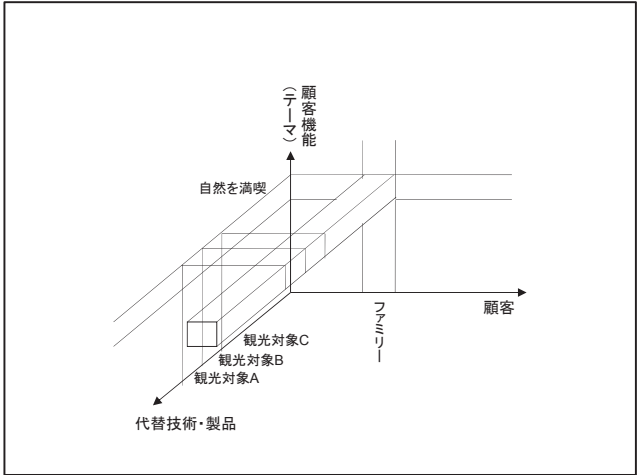 顧客機能
（テーマ）
自然を満喫
顧客
ファミリー
観光対象C
観光対象B
観光対象A
代替技術・製品